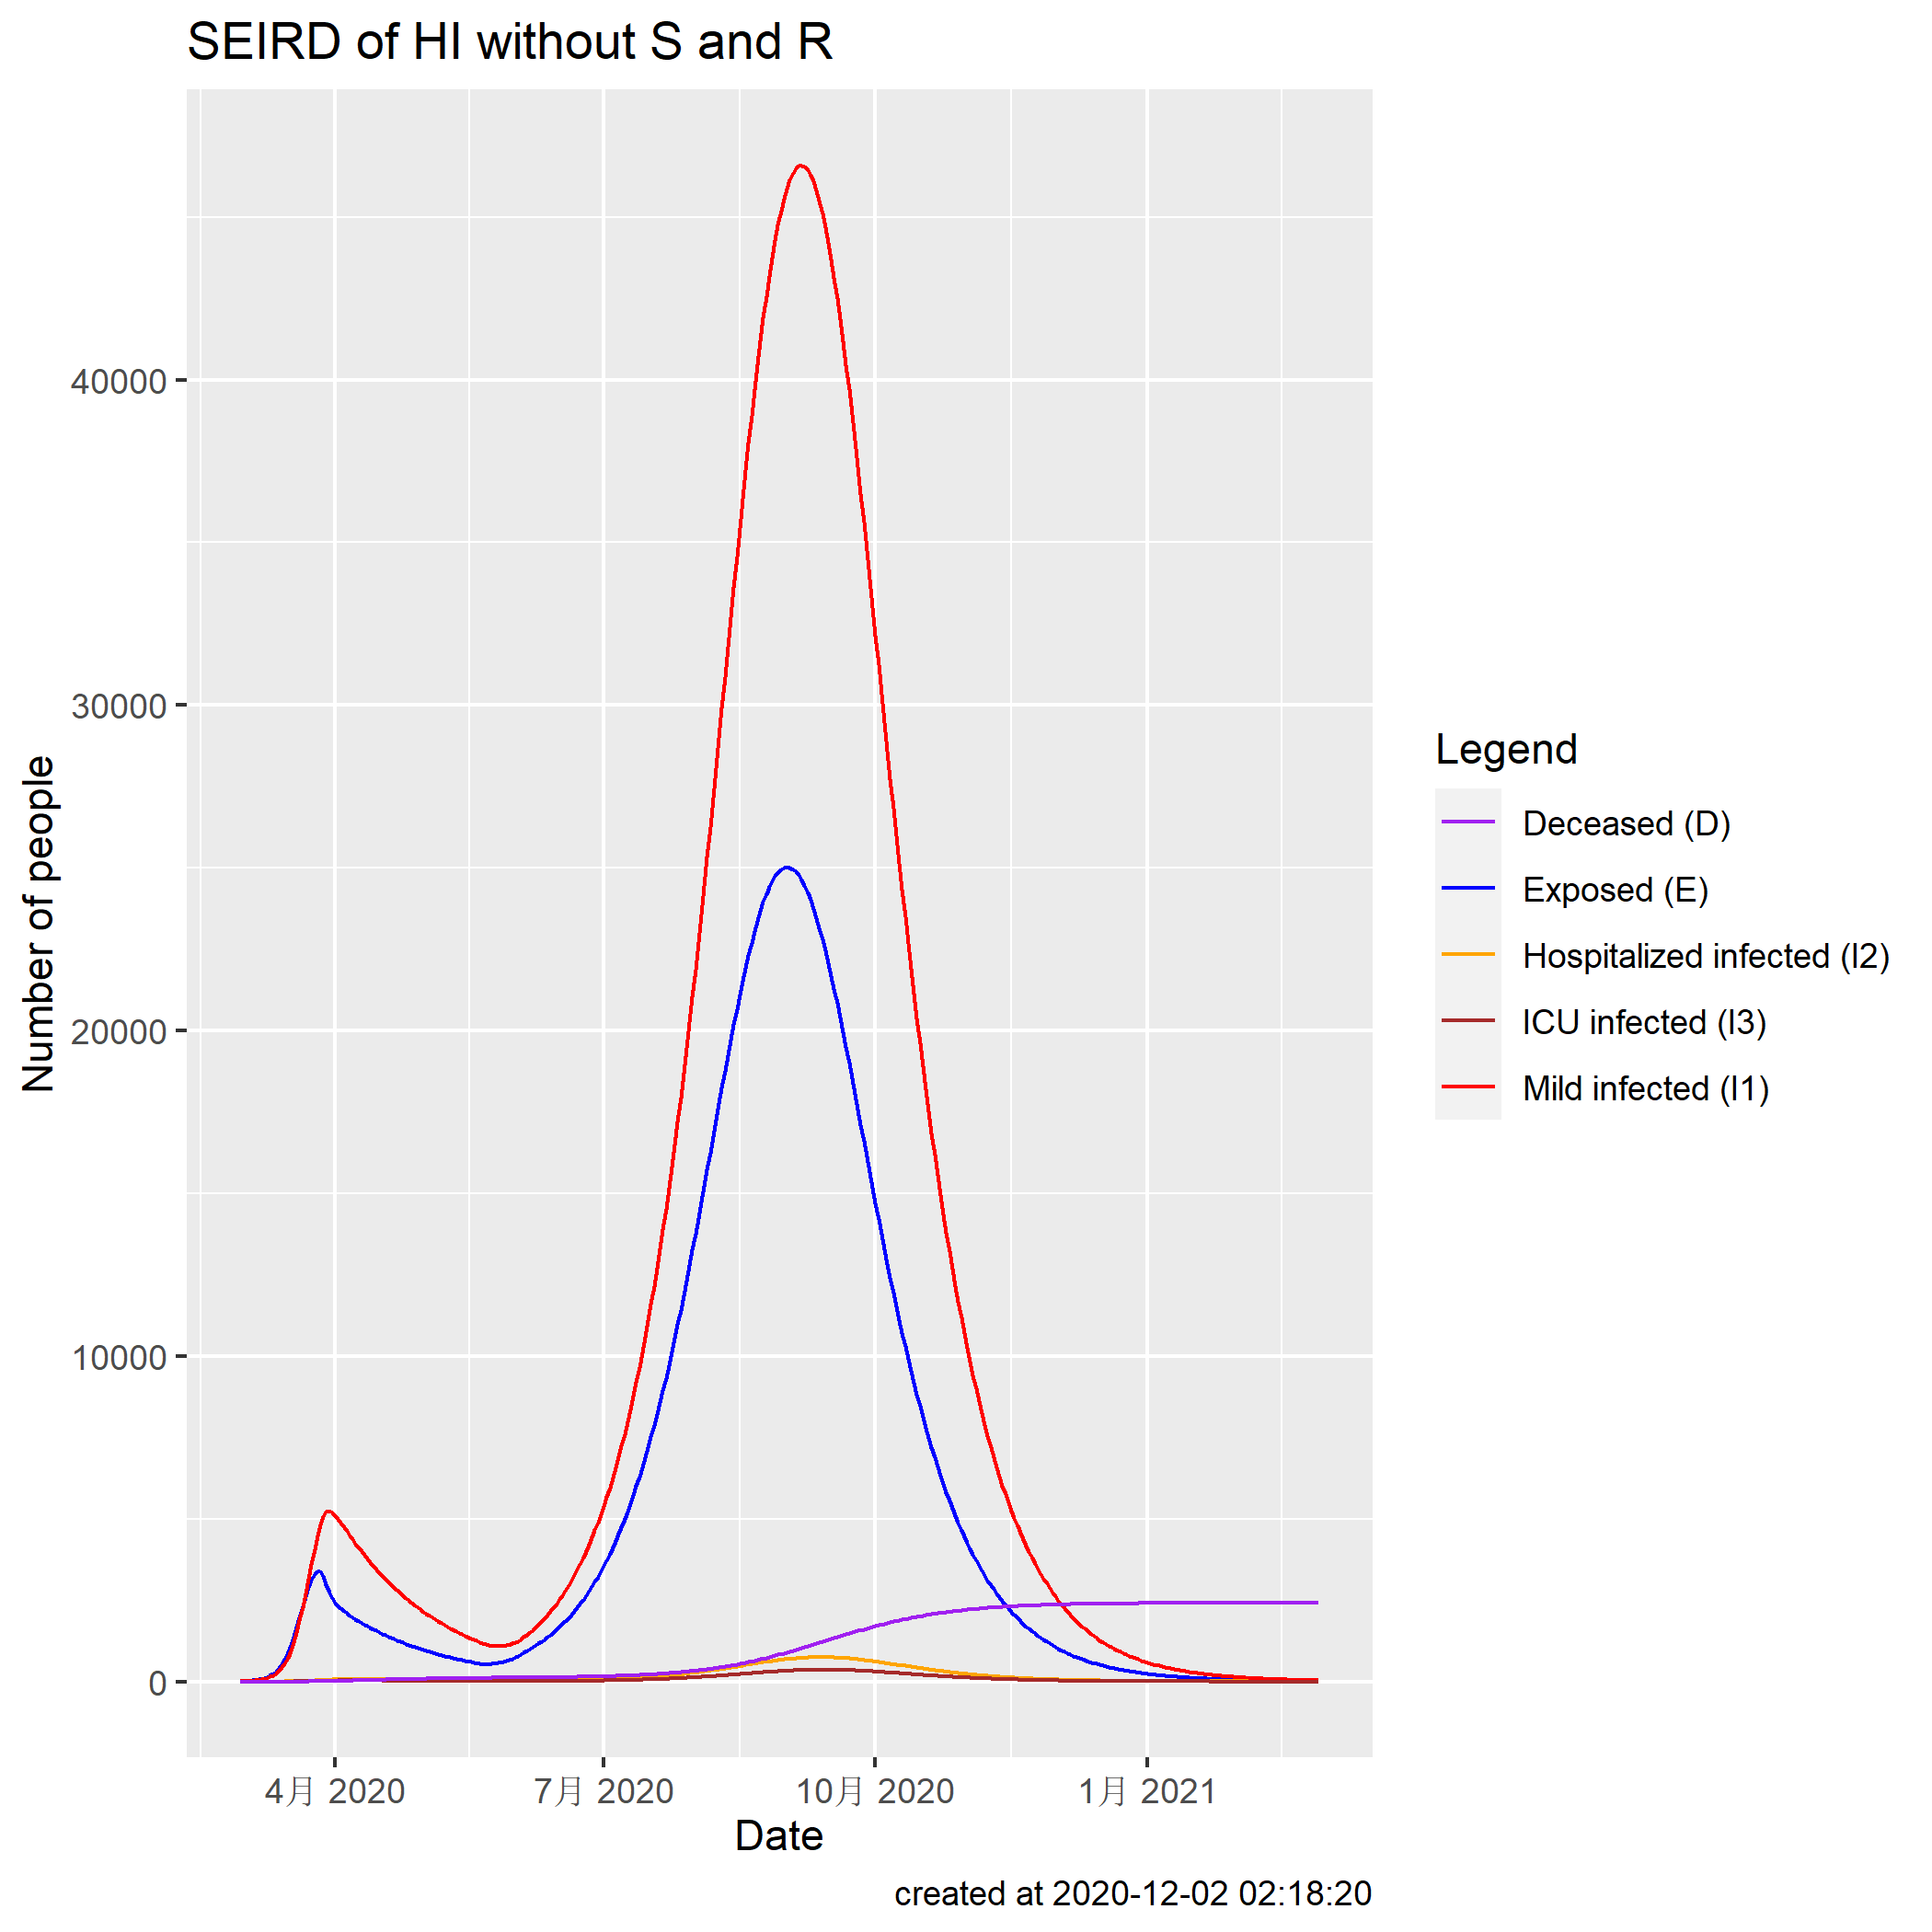 SEIRD of HI without S and R
Number of people
40000
30000
20000
10000
0
4月 2020
7月 2020
10月 2020
1月 2021
Date
Legend
Deceased (D)
Exposed (E)
Hospitalized infected (I2)
ICU infected (I3)
Mild infected (I1)
created at 2020-12-02 02:18:20